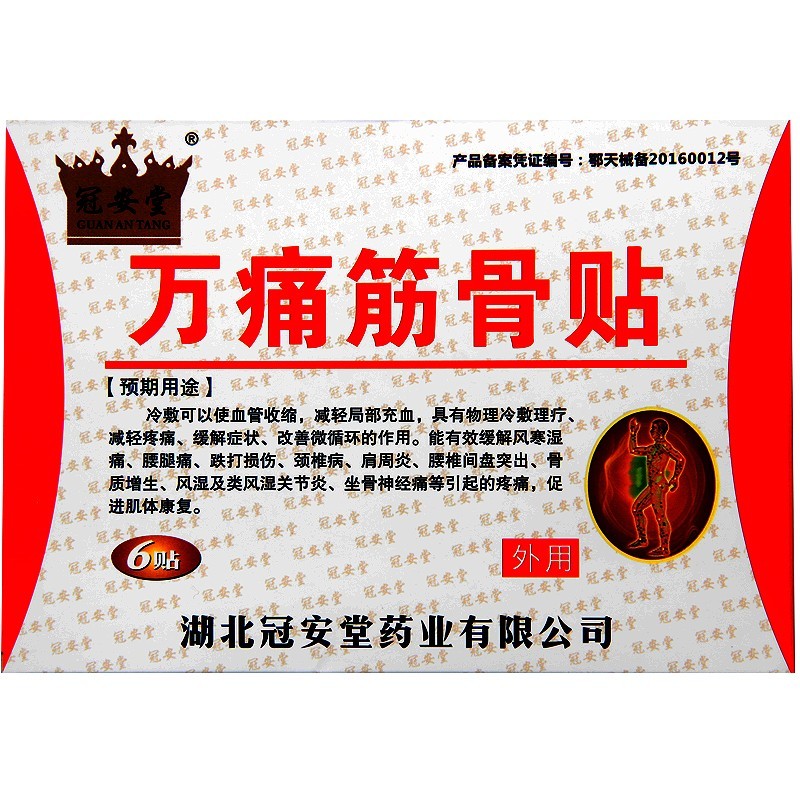 ®
冠安堂
GUAN AN TANG
产品备案凭证编号：鄂天械备20160012号
万痛筋骨贴
【预期用途】
冷敷可以使血管收缩，减轻局部充血，具有物理冷敷理疗、
减轻疼痛、缓解症状、改善微循环的作用。能有效缓解风寒湿
痛、腰腿痛、跌打损伤、颈椎病、肩周炎、腰椎间盘突出、骨
质增生、风湿及类风湿关节炎、坐骨神经痛等引起的疼痛，促
进肌体康复。
6贴
外用
湖北冠安堂药业有限公司